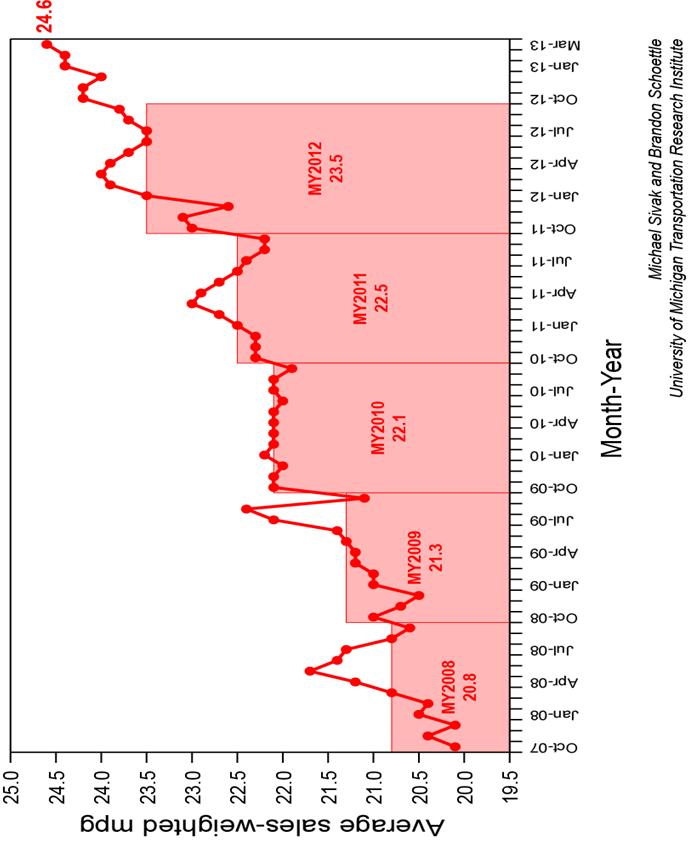 Average sales-weighted mpg
25.0
24.5
24.0
23.5
23.0
22.5
22.0
21.5
21.0
20.5
20.0
19.5
24.6
MY2008
20.8
MY2009
21.3
MY2010
22.1
MY2011
22.5
MY2012
23.5
Oct-07
Jan-08
Apr-08
Jul-08
Oct-08
Jan-09
Apr-09
Jul-09
Oct-09
Jan-10
Apr-10
Jul-10
Oct-10
Jan-11
Apr-11
Jul-11
Oct-11
Jan-12
Apr-12
Jul-12
Oct-12
Jan-13
Mar-13
Month-Year
Michael Sivak and Brandon Schoettle
University of Michigan Transportation Research Institute